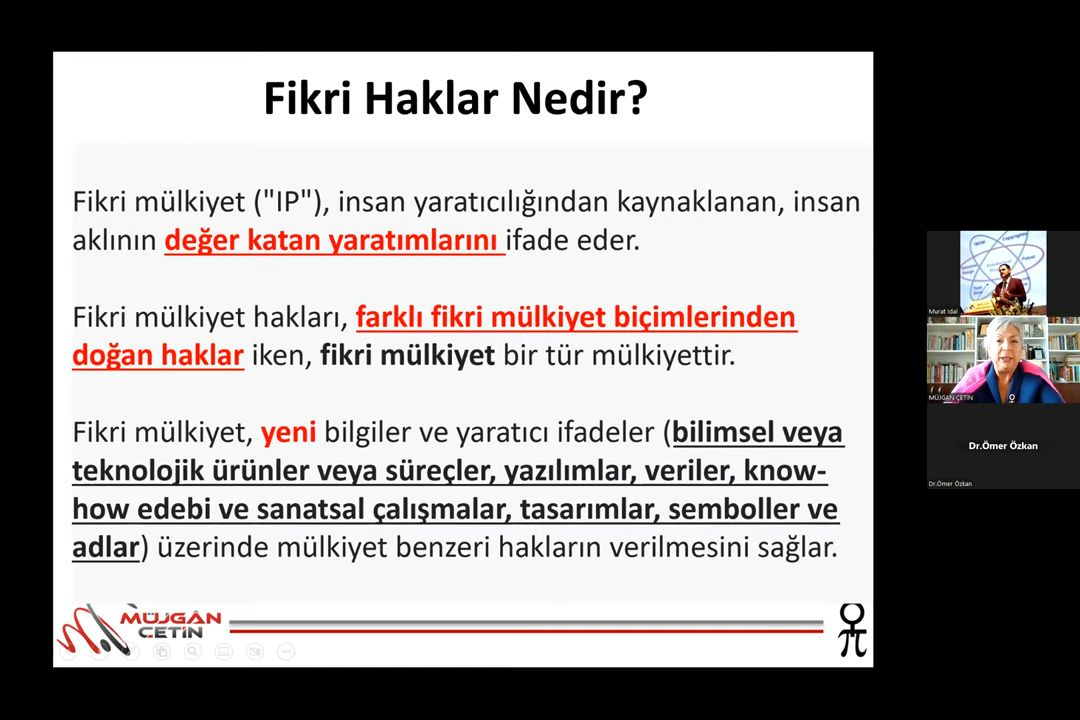 Fikri Haklar Nedir?
Fikri mülkiyet ("IP"), insan yaratıcılığından kaynaklanan, insan
aklının değer katan yaratımlarını ifade eder.
Fikri mülkiyet hakları, farklı fikri mülkiyet biçimlerinden
doğan haklar iken, fikri mülkiyet bir tür mülkiyettir.
Fikri mülkiyet, yeni bilgiler ve yaratıcı ifadeler (bilimsel veya
teknolojik ürünler veya süreçler, yazılımlar, veriler, know-
how edebi ve sanatsal çalışmalar, tasarımlar, semboller ve
adlar) üzerinde mülkiyet benzeri hakların verilmesini sağlar.
MÜJGÂN
ÇETİN
Murat Idal
MÜJGAN ÇETİN
Dr.Ömer Özkan
Dr.Ömer Özkan